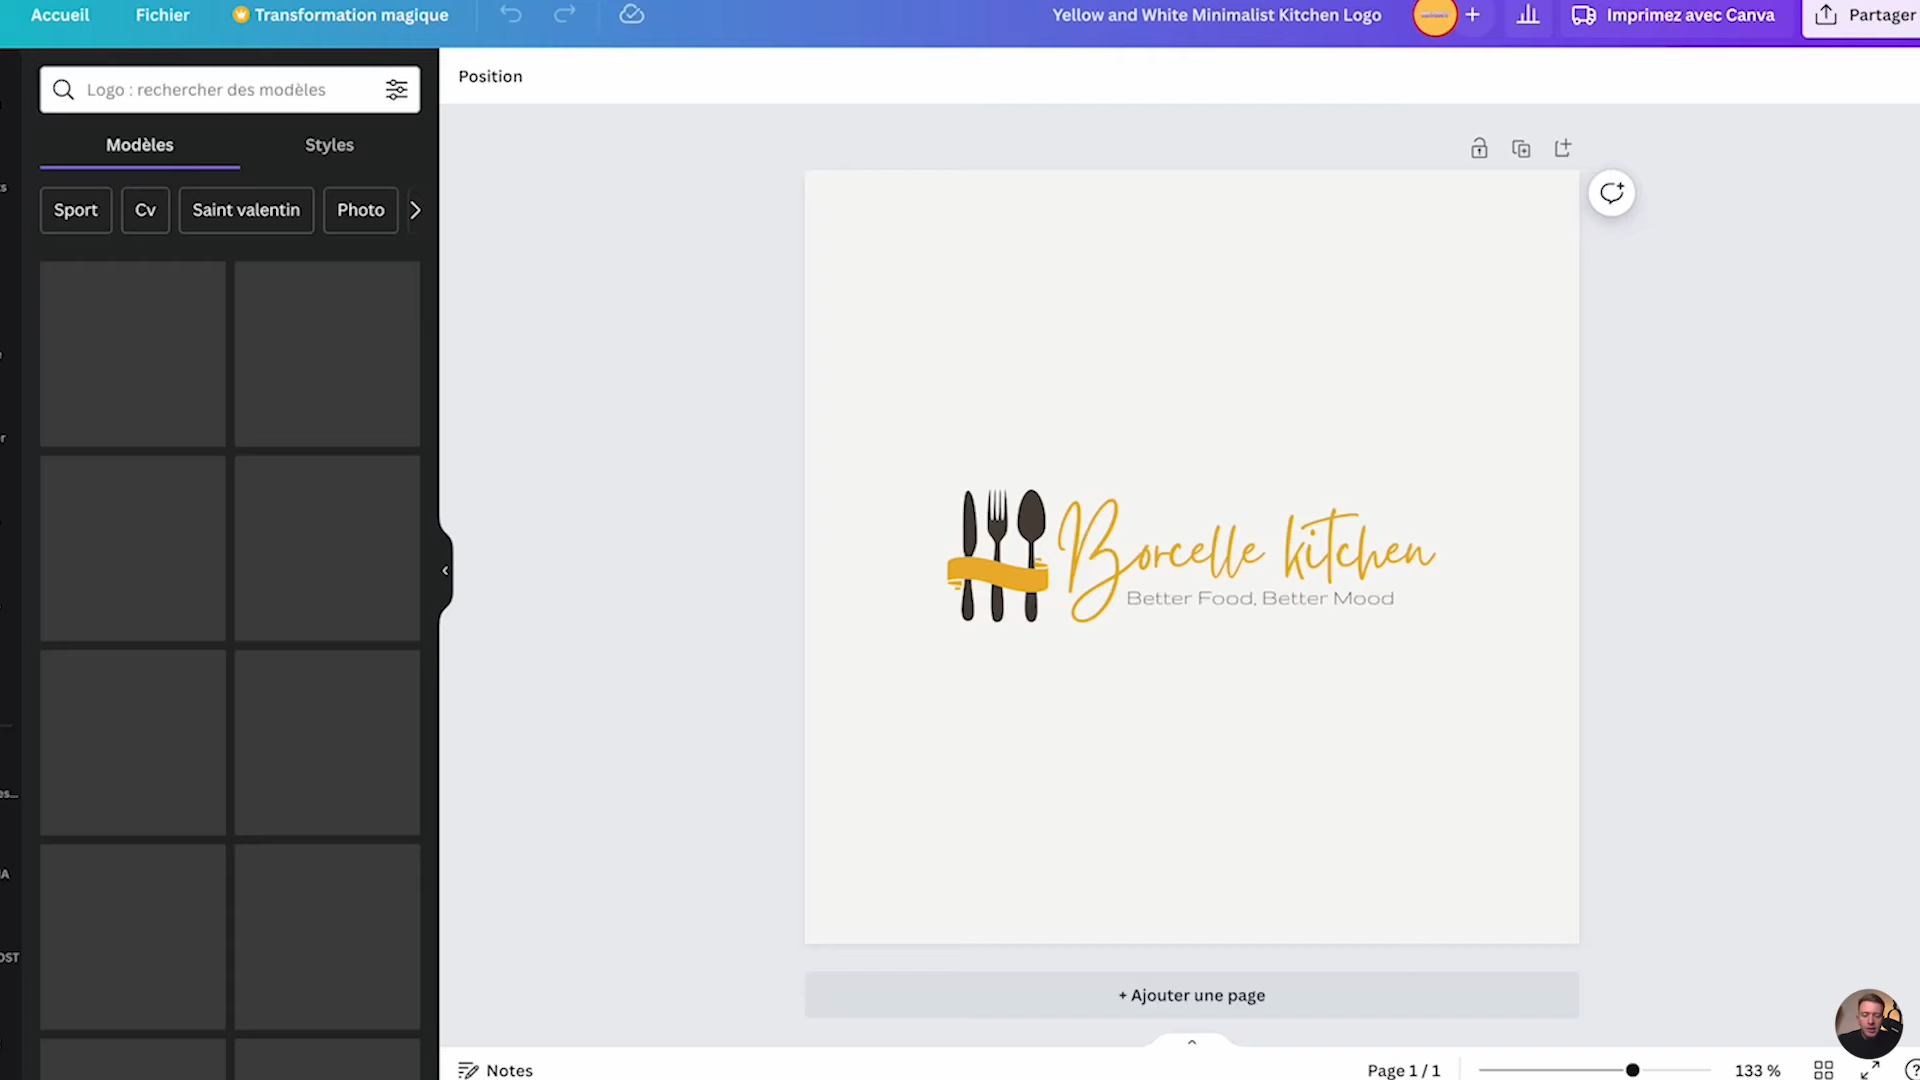 Accueil
Fichier
Transformation magique
Yellow and White Minimalist Kitchen Logo
Imprimez avec Canva
Partager
Logo : rechercher des modèles
Position
Modèles
Styles
Sport
Cv
Saint valentin
Photo
Borcelle kitchen
Better Food, Better Mood
+ Ajouter une page
Notes
Page 1 / 1
133 %